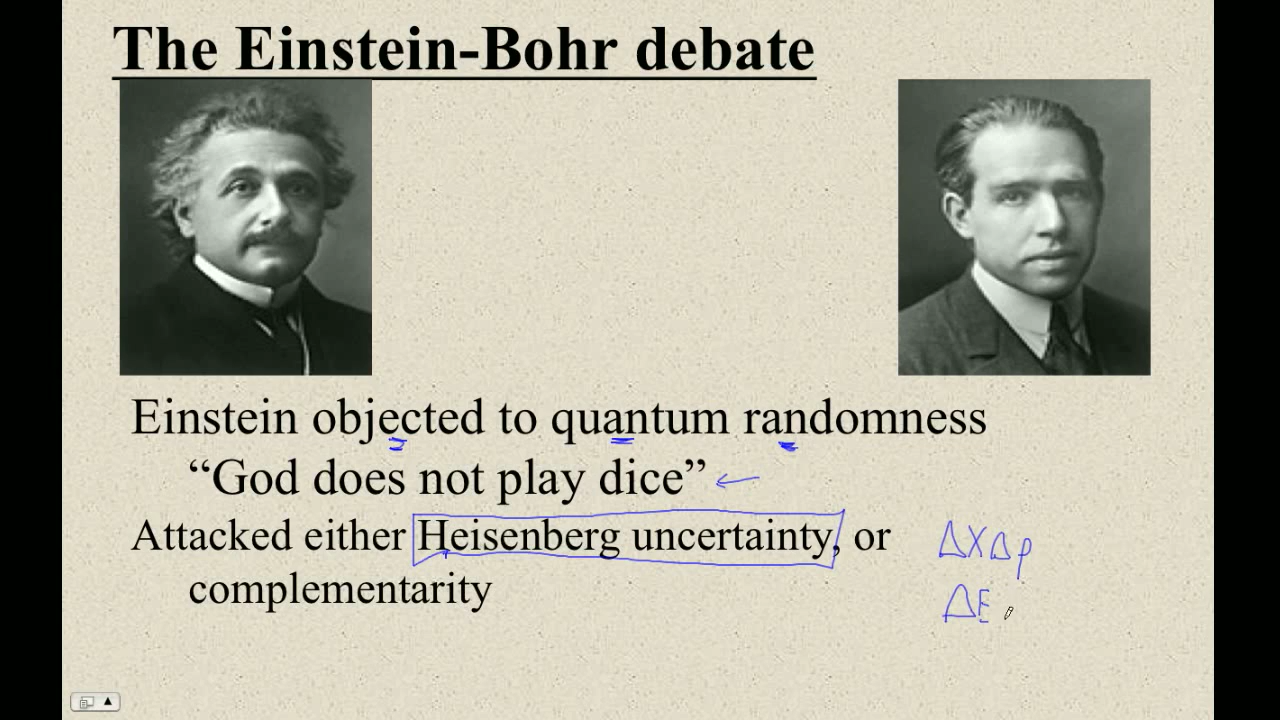 The Einstein-Bohr debate
Einstein objected to quantum randomness
“God does not play dice”
Attacked either Heisenberg uncertainty, or
complementarity
ΔXΔp
ΔE